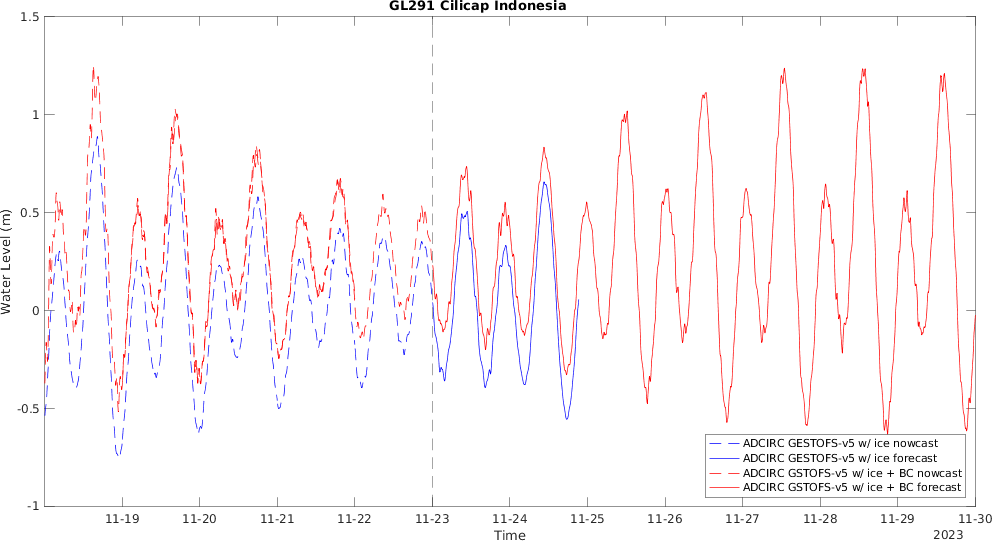 GL291 Cilicap Indonesia
1.5
1
0.5
0
-0.5
-1
Water Level (m)
11-19
11-20
11-21
11-22
11-23
11-24
11-25
11-26
11-27
11-28
11-29
11-30
Time
2023
ADCIRC GESTOFS-v5 w/ ice nowcast
ADCIRC GESTOFS-v5 w/ ice forecast
ADCIRC GSTOFS-v5 w/ ice + BC nowcast
ADCIRC GSTOFS-v5 w/ ice + BC forecast